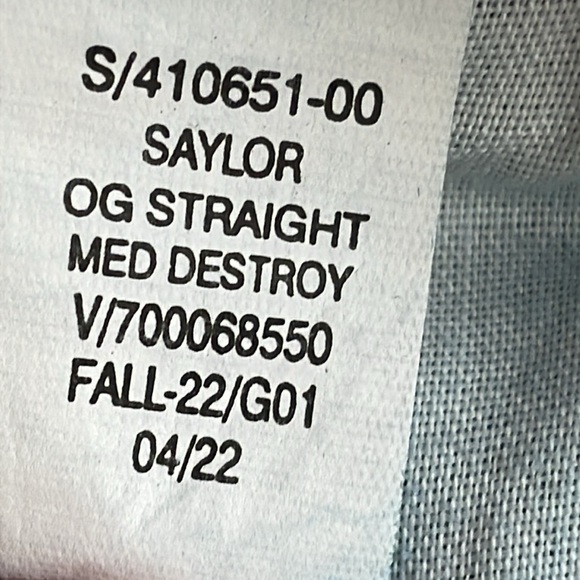 S/410651-00
SAYLOR
OG STRAIGHT
MED DESTROY
V/700068550
FALL-22/G01
04/22